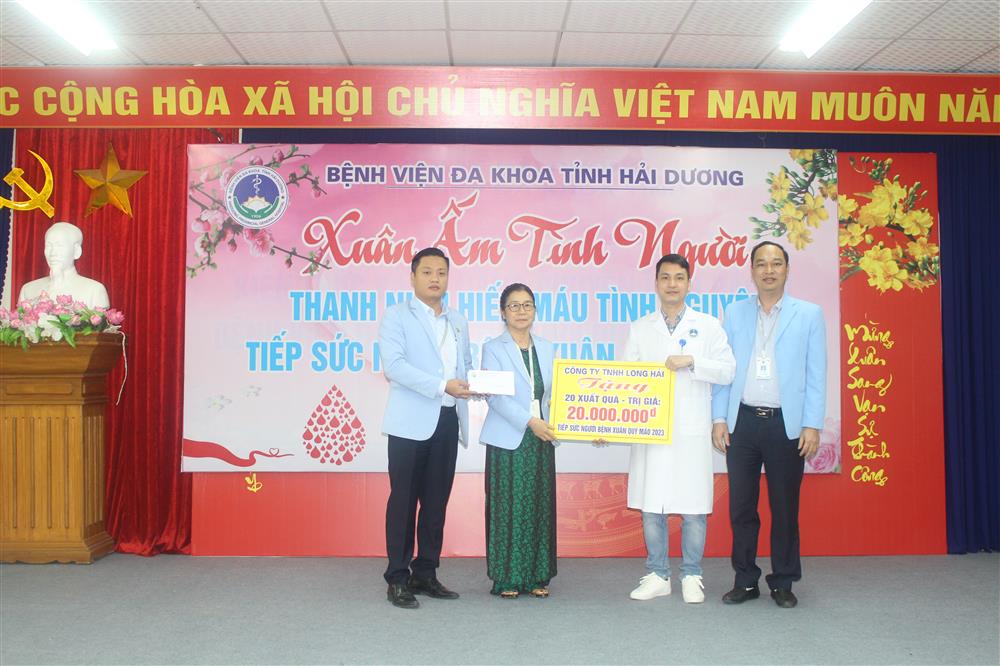 C CỘNG HÒA XÃ HỘI CHỦ NGHĨA VIỆT NAM MUÔN NĂ
BỆNH VIỆN ĐA KHOA TỈNH HẢI DƯƠNG
Xuân Ấm Tình Người
THANH N HIẾ MÁU TÌNH NGUYỆ
TIẾP SỨC N XUÂN
CÔNG TY TNHH LONG HẢI
Tặng
20 XUẤT QUÀ - TRỊ GIÁ:
20.000.000đ
TIẾP SỨC NGƯỜI BỆNH XUÂN QUÝ MÃO 2023
Mừng
Xuân
Sang
Vạn
Sự
Thành
Công